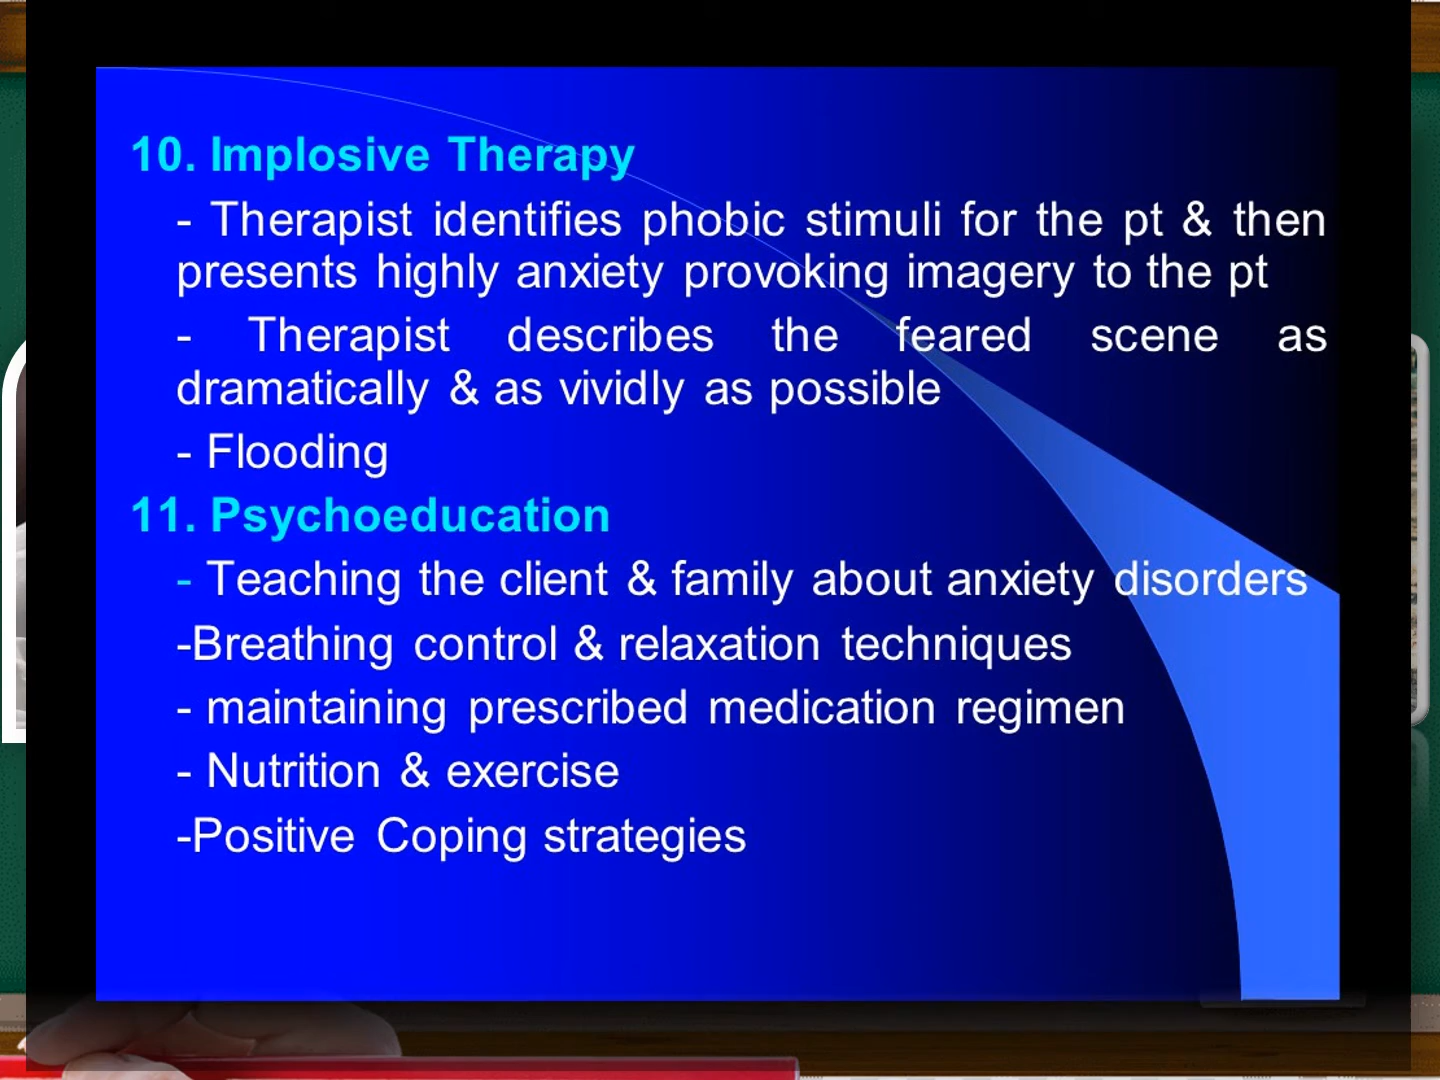 10. Implosive Therapy
- Therapist identifies phobic stimuli for the pt & then
presents highly anxiety provoking imagery to the pt
- Therapist describes the feared scene as
dramatically & as vividly as possible
- Flooding
11. Psychoeducation
- Teaching the client & family about anxiety disorders
-Breathing control & relaxation techniques
- maintaining prescribed medication regimen
- Nutrition & exercise
-Positive Coping strategies